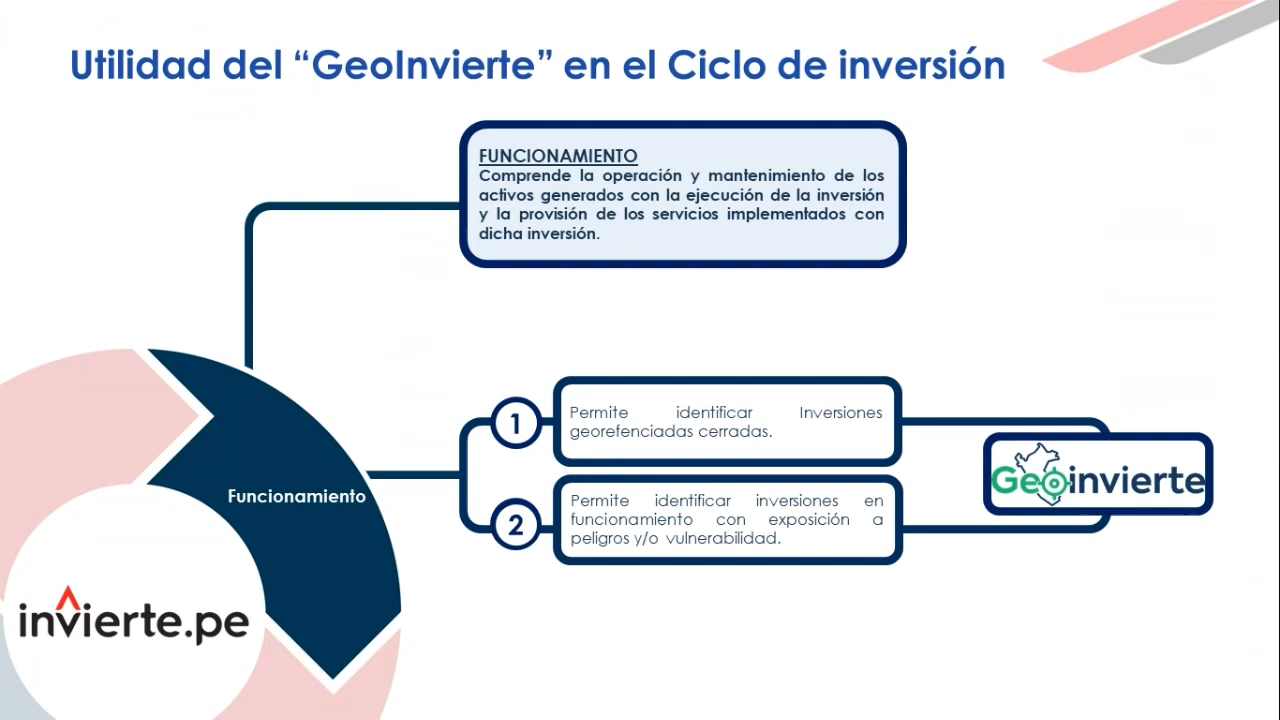 Utilidad del “GeoInvierte” en el Ciclo de inversión
FUNCIONAMIENTO
Comprende la operación y mantenimiento de los
activos generados con la ejecución de la inversión
y la provisión de los servicios implementados con
dicha inversión.
1
Permite identificar Inversiones
georefenciadas cerradas.
Geoinvierte
Funcionamiento
2
Permite identificar inversiones en
funcionamiento con exposición a
peligros y/o vulnerabilidad.
invierte.pe